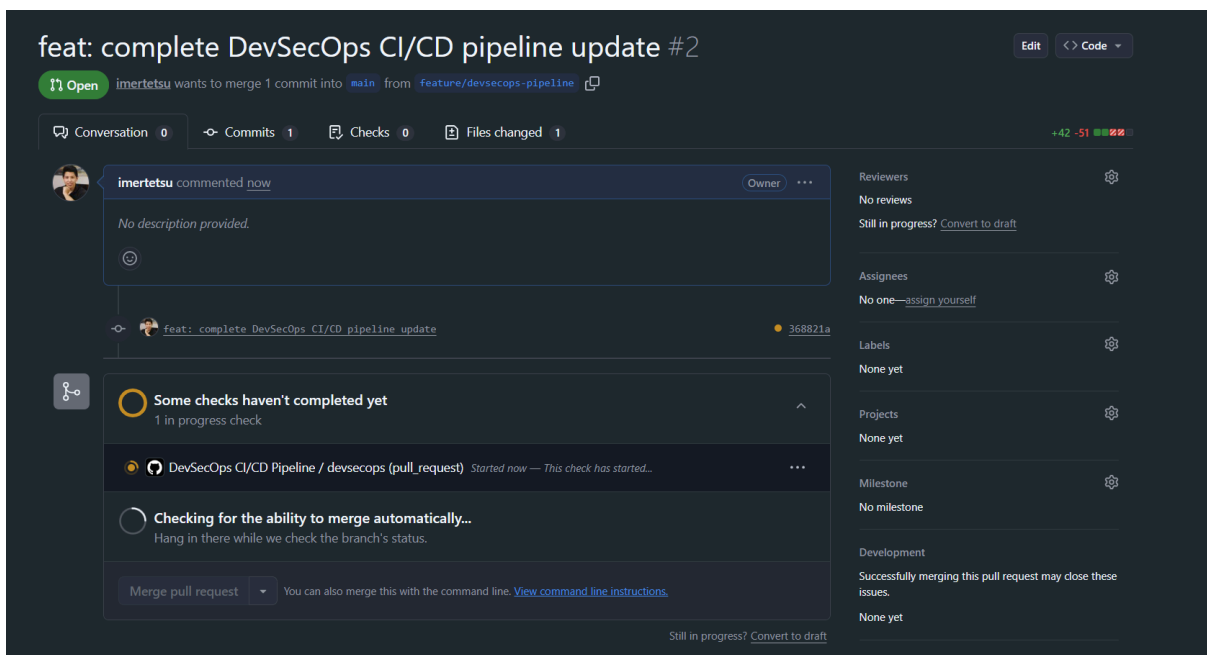 feat: complete DevSecOps CI/CD pipeline update #2
Edit
<> Code
Open
imertetsu wants to merge 1 commit into main from feature/devsecops-pipeline
Conversation 0
Commits 1
Checks 0
Files changed 1
+42 -51
imertetsu commented now
Owner
No description provided.
feat: complete DevSecOps CI/CD pipeline update
368821a
Some checks haven't completed yet
1 in progress check
DevSecOps CI/CD Pipeline / devsecops (pull_request) Started now — This check has started...
Checking for the ability to merge automatically...
Hang in there while we check the branch's status.
Merge pull request
You can also merge this with the command line. View command line instructions.
Still in progress? Convert to draft
Reviewers
No reviews
Still in progress? Convert to draft
Assignees
No one—assign yourself
Labels
None yet
Projects
None yet
Milestone
No milestone
Development
Successfully merging this pull request may close these
issues.
None yet